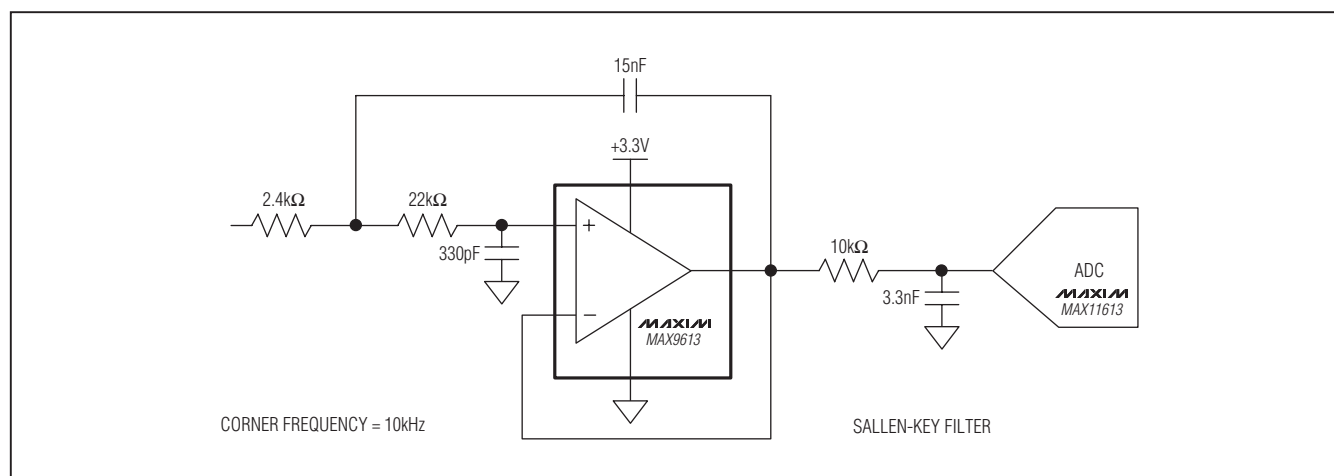 15nF
+3.3V
2.4kΩ
22kΩ
330pF
+
−
MAXIM
MAX9613
10kΩ
3.3nF
ADC
MAXIM
MAX11613
CORNER FREQUENCY = 10kHz
SALLEN-KEY FILTER